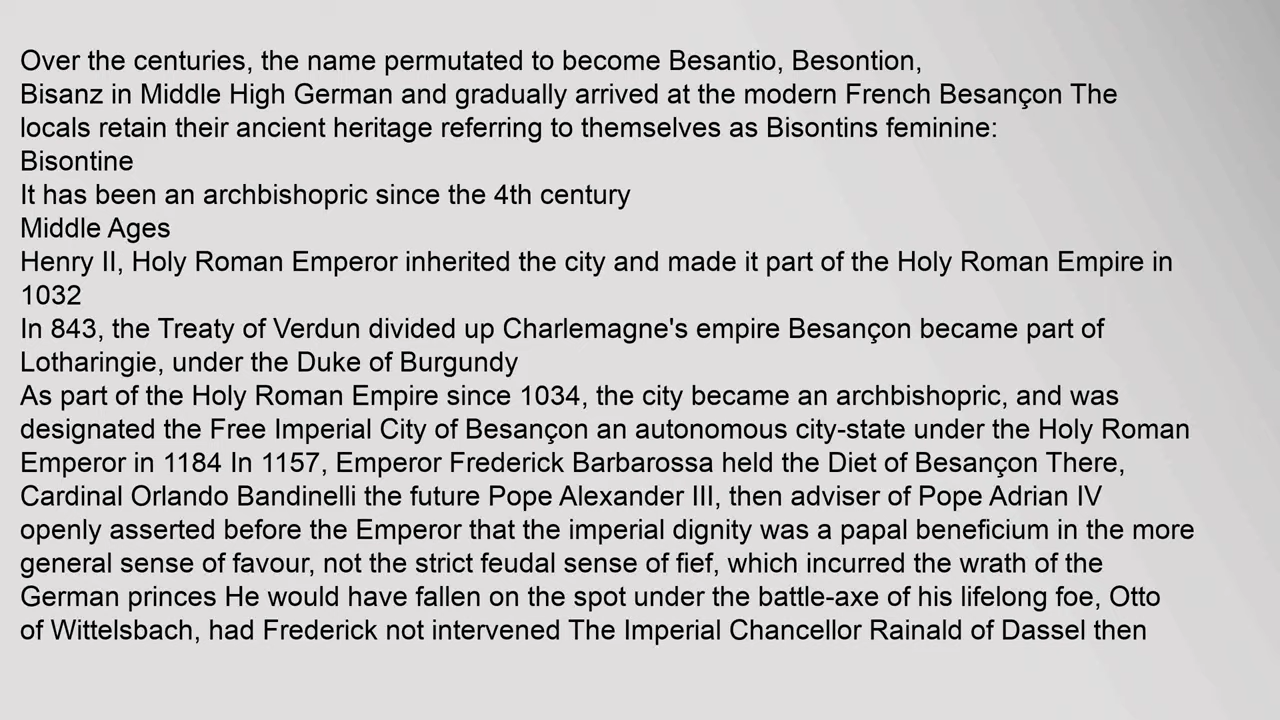 Over the centuries, the name permutated to become Besantio, Besontion,
Bisanz in Middle High German and gradually arrived at the modern French Besançon The
locals retain their ancient heritage referring to themselves as Bisontins feminine:
Bisontine
It has been an archbishopric since the 4th century
Middle Ages
Henry II, Holy Roman Emperor inherited the city and made it part of the Holy Roman Empire in
1032
In 843, the Treaty of Verdun divided up Charlemagne's empire Besançon became part of
Lotharingie, under the Duke of Burgundy
As part of the Holy Roman Empire since 1034, the city became an archbishopric, and was
designated the Free Imperial City of Besançon an autonomous city-state under the Holy Roman
Emperor in 1184 In 1157, Emperor Frederick Barbarossa held the Diet of Besançon There,
Cardinal Orlando Bandinelli the future Pope Alexander III, then adviser of Pope Adrian IV
openly asserted before the Emperor that the imperial dignity was a papal beneficium in the more
general sense of favour, not the strict feudal sense of fief, which incurred the wrath of the
German princes He would have fallen on the spot under the battle-axe of his lifelong foe, Otto
of Wittelsbach, had Frederick not intervened The Imperial Chancellor Rainald of Dassel then